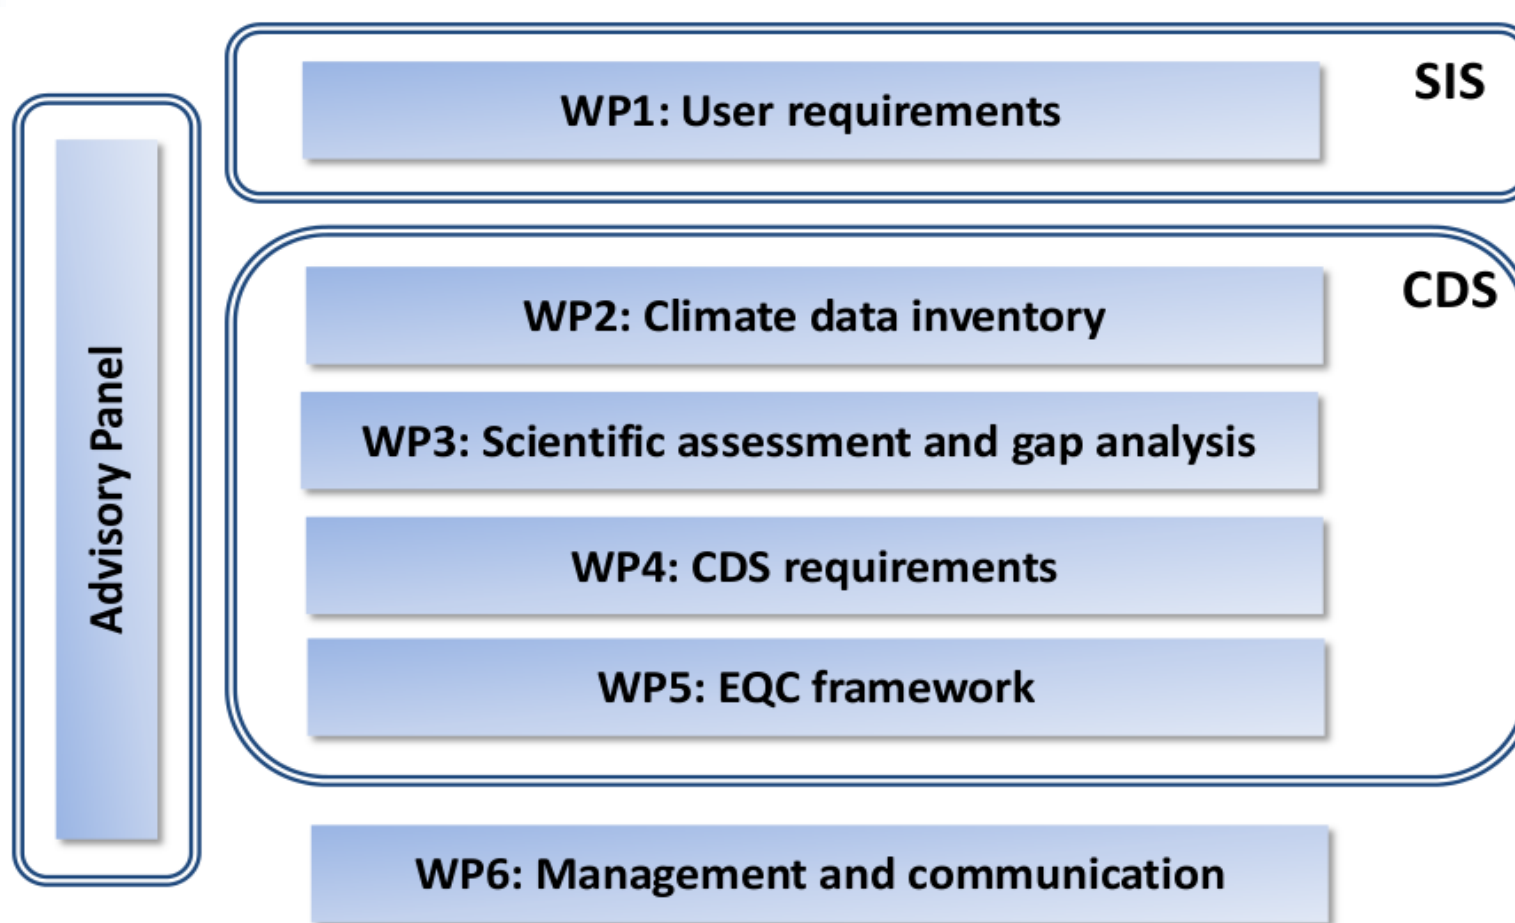 SIS
WP1: User requirements
CDS
WP2: Climate data inventory
WP3: Scientific assessment and gap analysis
WP4: CDS requirements
WP5: EQC framework
WP6: Management and communication
Advisory Panel